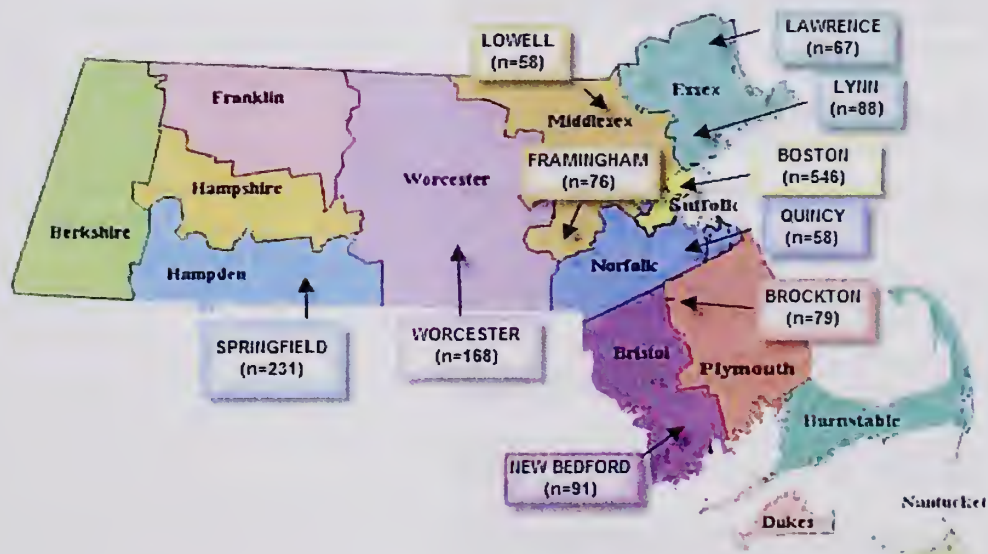 LOWELL
(n=58)
LAWRENCE
(n=67)
Essex
LYNN
(n=88)
Franklin
Middlesex
FRAMINGHAM
(n=76)
BOSTON
(n=546)
Hampshire
Worcester
Suffolk
QUINCY
(n=58)
Berkshire
Hampden
Norfolk
BROCKTON
(n=79)
SPRINGFIELD
(n=231)
WORCESTER
(n=168)
Bristol
Plymouth
Barnstable
NEW BEDFORD
(n=91)
Nantucket
Dukes